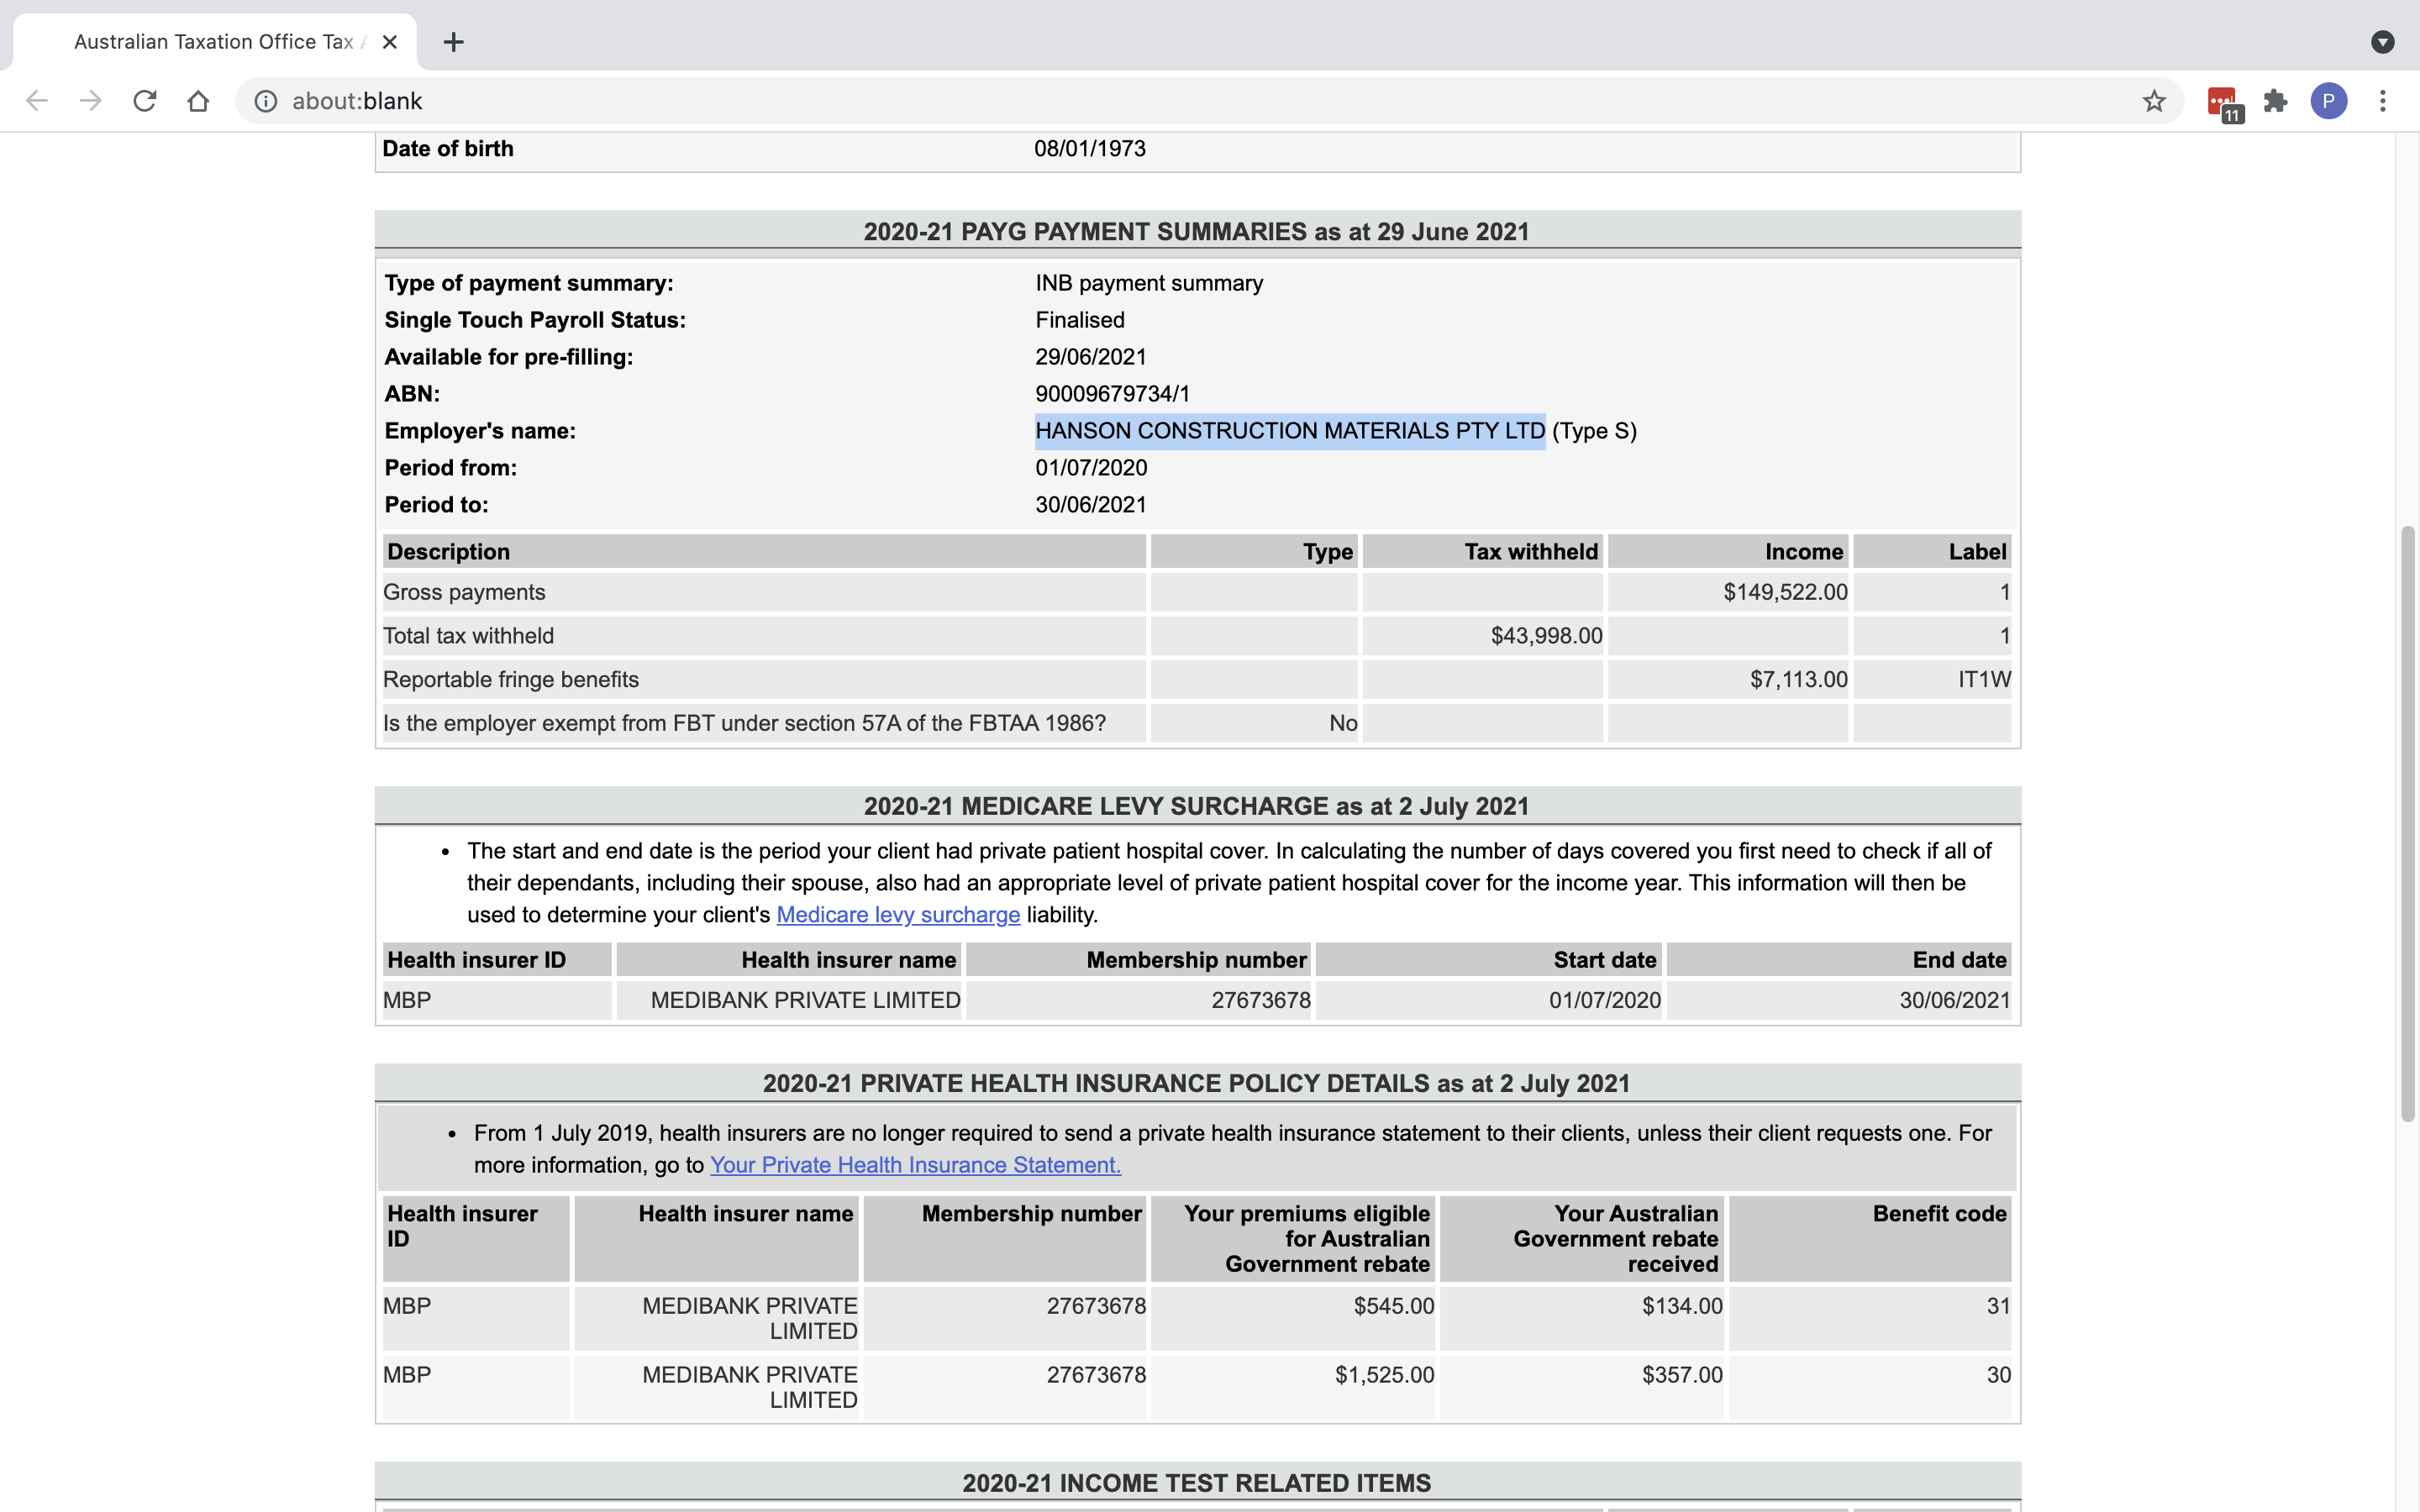 Australian Taxation Office Tax
about:blank
11
P
Date of birth 08/01/1973
2020-21 PAYG PAYMENT SUMMARIES as at 29 June 2021
Type of payment summary: INB payment summary
Single Touch Payroll Status: Finalised
Available for pre-filling: 29/06/2021
ABN: 90009679734/1
Employer's name: HANSON CONSTRUCTION MATERIALS PTY LTD (Type S)
Period from: 01/07/2020
Period to: 30/06/2021
Description Type Tax withheld Income Label
Gross payments $149,522.00 1
Total tax withheld $43,998.00 1
Reportable fringe benefits $7,113.00 IT1W
Is the employer exempt from FBT under section 57A of the FBTAA 1986? No
2020-21 MEDICARE LEVY SURCHARGE as at 2 July 2021
• The start and end date is the period your client had private patient hospital cover. In calculating the number of days covered you first need to check if all of
their dependants, including their spouse, also had an appropriate level of private patient hospital cover for the income year. This information will then be
used to determine your client's Medicare levy surcharge liability.
Health insurer ID Health insurer name Membership number Start date End date
MBP MEDIBANK PRIVATE LIMITED 27673678 01/07/2020 30/06/2021
2020-21 PRIVATE HEALTH INSURANCE POLICY DETAILS as at 2 July 2021
• From 1 July 2019, health insurers are no longer required to send a private health insurance statement to their clients, unless their client requests one. For
more information, go to Your Private Health Insurance Statement.
Health insurer Health insurer name Membership number Your premiums eligible Your Australian Benefit code
ID for Australian Government rebate
Government rebate received
MBP MEDIBANK PRIVATE 27673678 $545.00 $134.00 31
LIMITED
MBP MEDIBANK PRIVATE 27673678 $1,525.00 $357.00 30
LIMITED
2020-21 INCOME TEST RELATED ITEMS